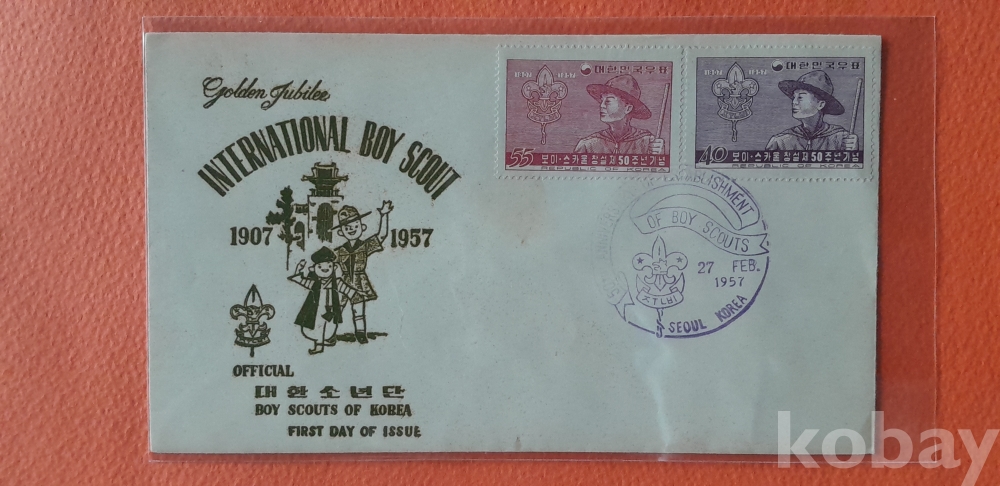 Golden Jubilee
INTERNATIONAL BOY SCOUT
1907 1957
OFFICIAL
대한소년단
BOY SCOUTS OF KOREA
FIRST DAY OF ISSUE
대한민국우표
55
보이·스카울 창설제50주년기념
REPUBLIC OF KOREA
대한민국우표
40
보이·스카울 창설제50주년기념
REPUBLIC OF KOREA
OF BOY SCOUTS
27 FEB.
1957
SEOUL KOREA
kobay